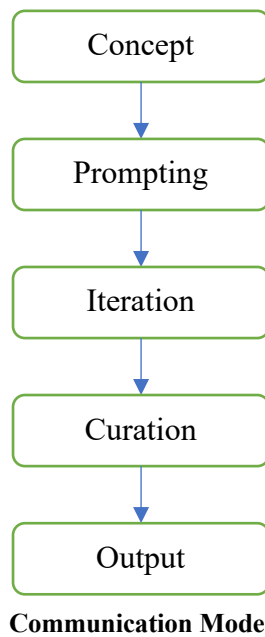 Concept
Prompting
Iteration
Curation
Output
Communication Mode